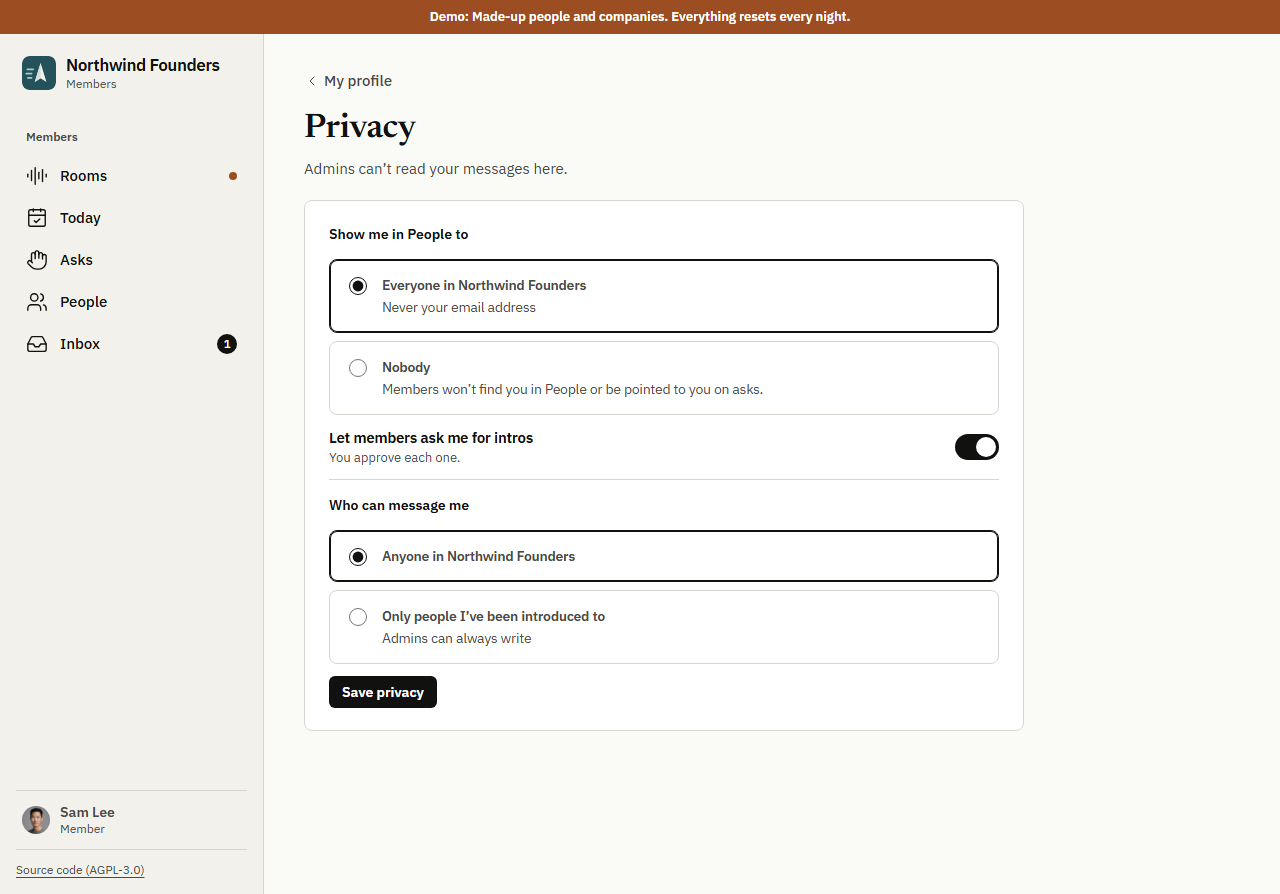 Demo: Made-up people and companies. Everything resets every night.
Northwind Founders
Members
Members
Rooms
Today
Asks
People
Inbox
1
Sam Lee
Member
Source code (AGPL-3.0)
My profile
Privacy
Admins can’t read your messages here.
Show me in People to
Everyone in Northwind Founders
Never your email address
Nobody
Members won’t find you in People or be pointed to you on asks.
Let members ask me for intros
You approve each one.
Who can message me
Anyone in Northwind Founders
Only people I’ve been introduced to
Admins can always write
Save privacy